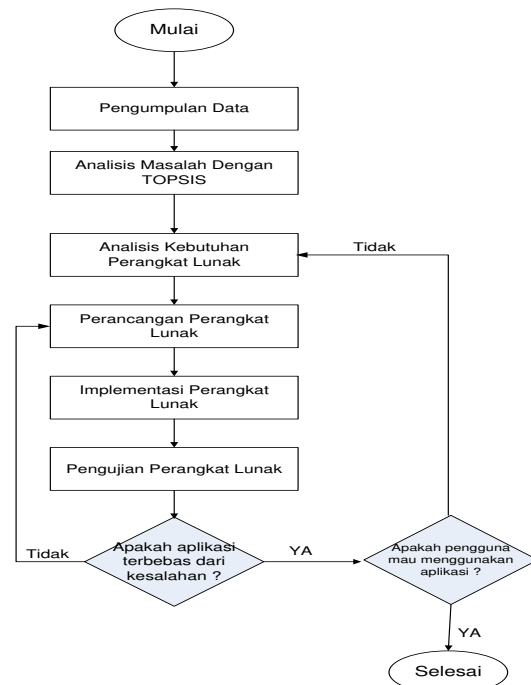 Mulai
Pengumpulan Data
Analisis Masalah Dengan
TOPSIS
Analisis Kebutuhan
Perangkat Lunak
Tidak
Perancangan Perangkat
Lunak
Implementasi Perangkat
Lunak
Pengujian Perangkat Lunak
Apakah aplikasi
terbebas dari
kesalahan ?
Tidak
YA
Apakah pengguna
mau menggunakan
aplikasi ?
YA
Selesai